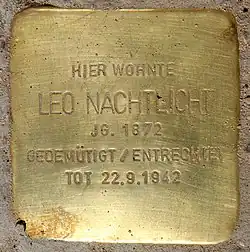 HIER WOHNTE
LEO NACHTLICHT
JG. 1872
GEDEMÜTIGT / ENTRECHTET
TOT 22.9.1942